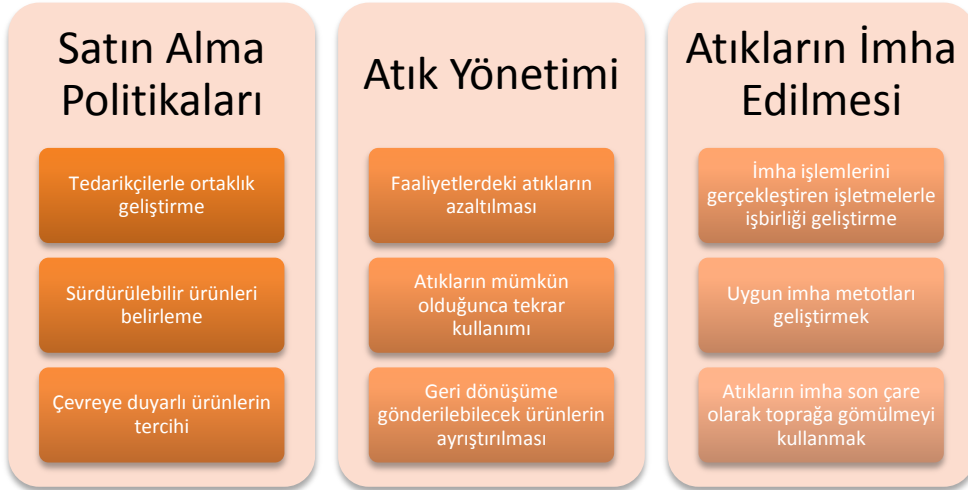 Satın Alma
Politikaları
Tedarikçilerle ortaklık
geliştirme
Sürdürülebilir ürünleri
belirleme
Çevreye duyarlı ürünlerin
tercihi
Atık Yönetimi
Faaliyetlerdeki atıkların
azaltılması
Atıkların mümkün
olduğunca tekrar
kullanımı
Geri dönüşüme
gönderilebilecek ürünlerin
ayrıştırılması
Atıkların İmha
Edilmesi
İmha işlemlerini
gerçekleştiren işletmelerle
işbirliği geliştirme
Uygun imha metotları
geliştirmek
Atıkların imha son çare
olarak toprağa gömülmeyi
kullanmak